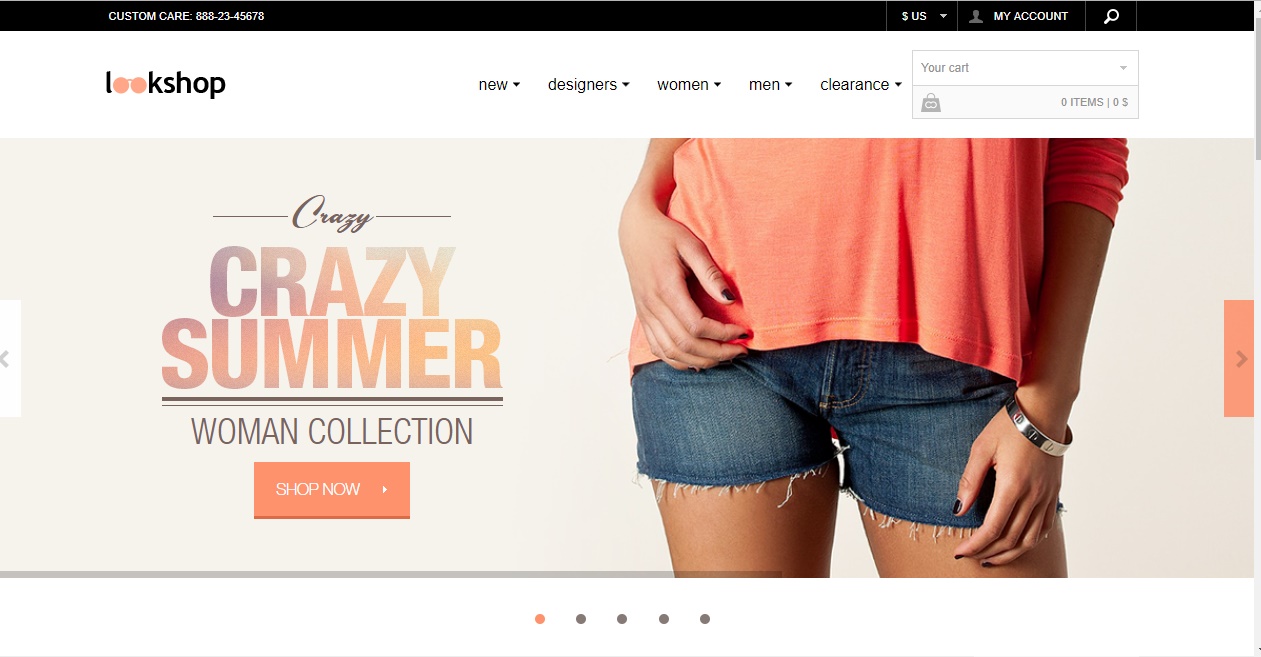 CUSTOM CARE: 888-23-45678
$ US
MY ACCOUNT
lookshop
new
designers
women
men
clearance
Your cart
0 ITEMS | 0 $
Crazy
CRAZY
SUMMER
WOMAN COLLECTION
SHOP NOW